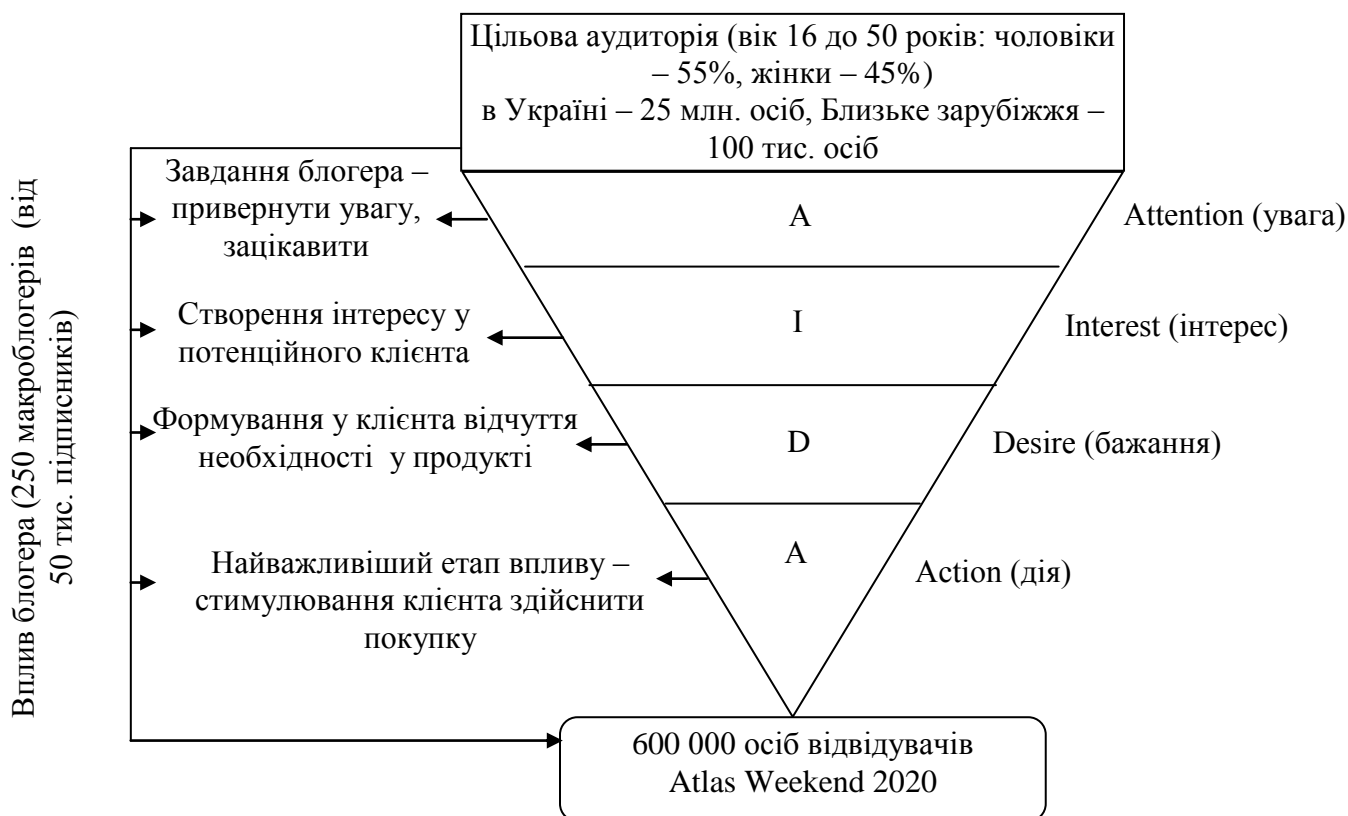 Цільова аудиторія (вік 16 до 50 років: чоловіки
– 55%, жінки – 45%)
в Україні – 25 млн. осіб, Близьке зарубіжжя –
100 тис. осіб
Вплив блогера (250 макроблогерів (від
50 тис. підписників)
Завдання блогера –
привернути увагу,
зацікавити
A
Attention (увага)
Створення інтересу у
потенційного клієнта
I
Interest (інтерес)
Формування у клієнта відчуття
необхідності у продукті
D
Desire (бажання)
Найважливіший етап впливу –
стимулювання клієнта здійснити
покупку
A
Action (дія)
600 000 осіб відвідувачів
Atlas Weekend 2020